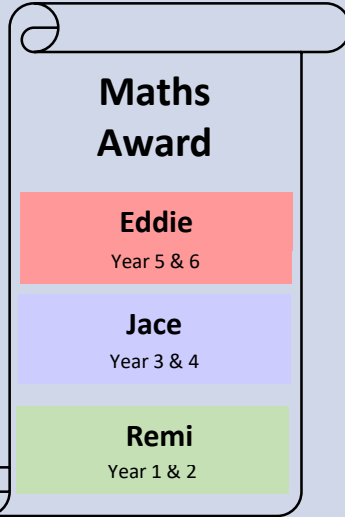 Maths
Award
Eddie
Year 5 & 6
Jace
Year 3 & 4
Remi
Year 1 & 2